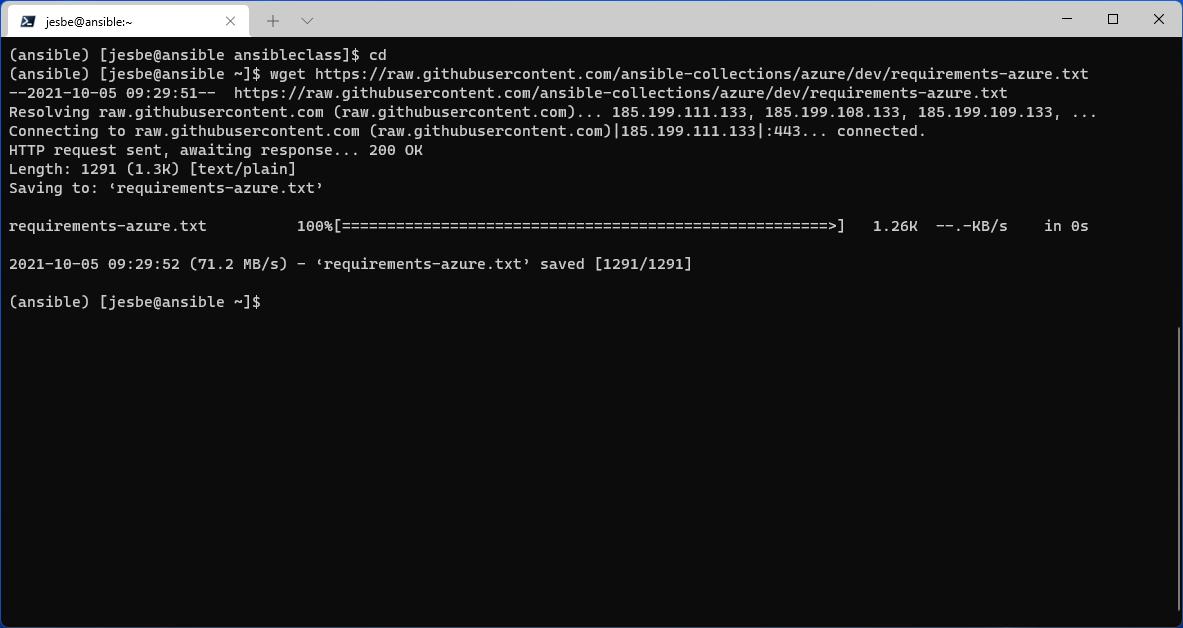 jesbe@ansible:~
(ansible) [jesbe@ansible ansibleclass]$ cd
(ansible) [jesbe@ansible ~]$ wget https://raw.githubusercontent.com/ansible-collections/azure/dev/requirements-azure.txt
--2021-10-05 09:29:51--  https://raw.githubusercontent.com/ansible-collections/azure/dev/requirements-azure.txt
Resolving raw.githubusercontent.com (raw.githubusercontent.com)... 185.199.111.133, 185.199.108.133, 185.199.109.133, ...
Connecting to raw.githubusercontent.com (raw.githubusercontent.com)|185.199.111.133|:443... connected.
HTTP request sent, awaiting response... 200 OK
Length: 1291 (1.3K) [text/plain]
Saving to: ‘requirements-azure.txt’
requirements-azure.txt          100%[======================================================>]   1.26K  --.-KB/s    in 0s
2021-10-05 09:29:52 (71.2 MB/s) - ‘requirements-azure.txt’ saved [1291/1291]
(ansible) [jesbe@ansible ~]$